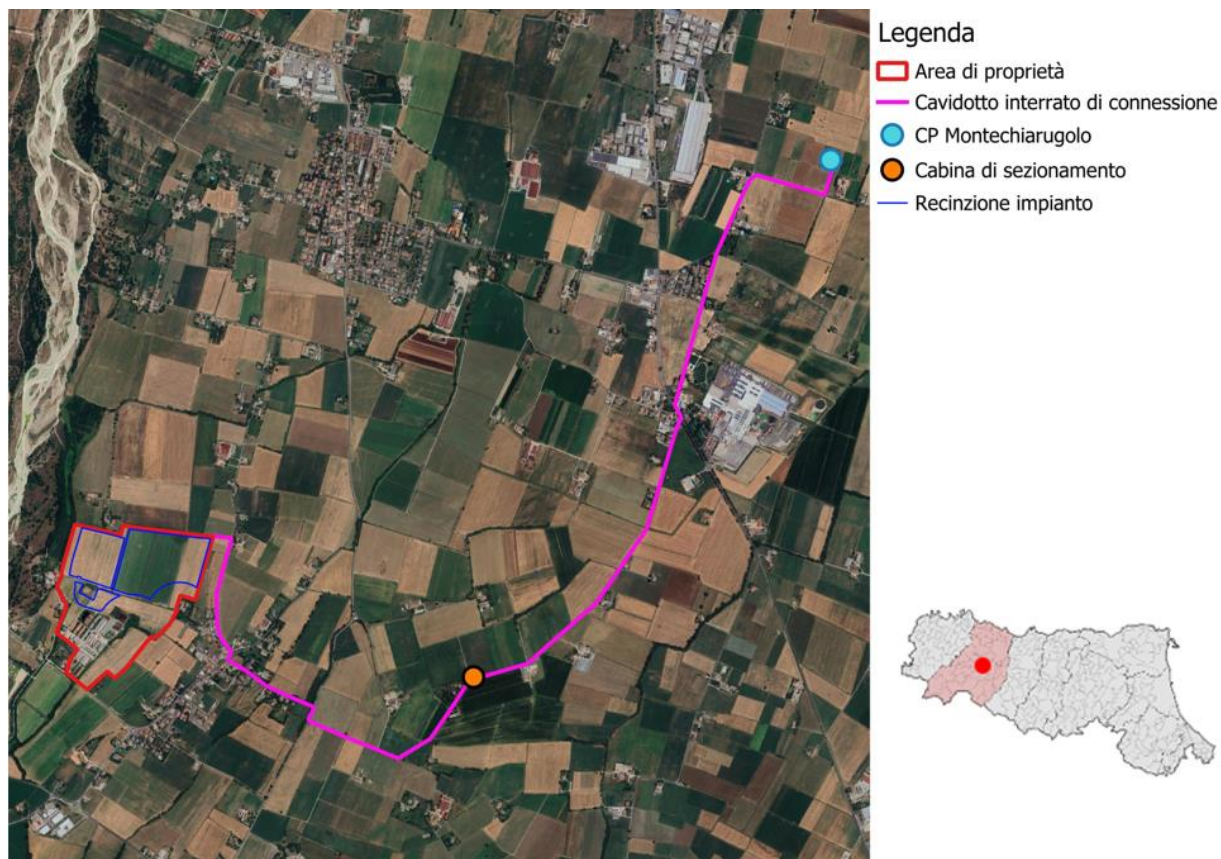 Legenda
Area di proprietà
Cavidotto interrato di connessione
CP Montechiarugolo
Cabina di sezionamento
Recinzione impianto